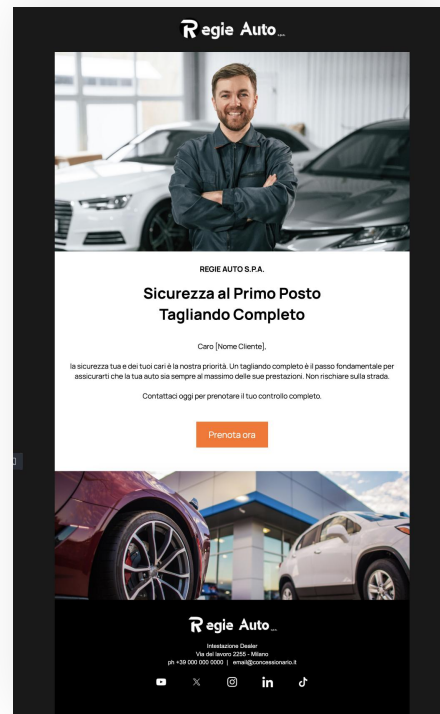 Regie Auto
REGIE AUTO S.P.A.
Sicurezza al Primo Posto
Tagliando Completo
Caro [Nome Cliente],
la sicurezza tua e dei tuoi cari è la nostra priorità. Un tagliando completo è il passo fondamentale per
assicurarti che la tua auto sia sempre al massimo delle sue prestazioni. Non rischiare sulla strada.
Contattaci oggi per prenotare il tuo controllo completo.
Prenota ora
Regie Auto
Intestazione Dealer
Via del lavoro 2255 - Milano
ph +39 000 000 0000 | email@concessionario.it